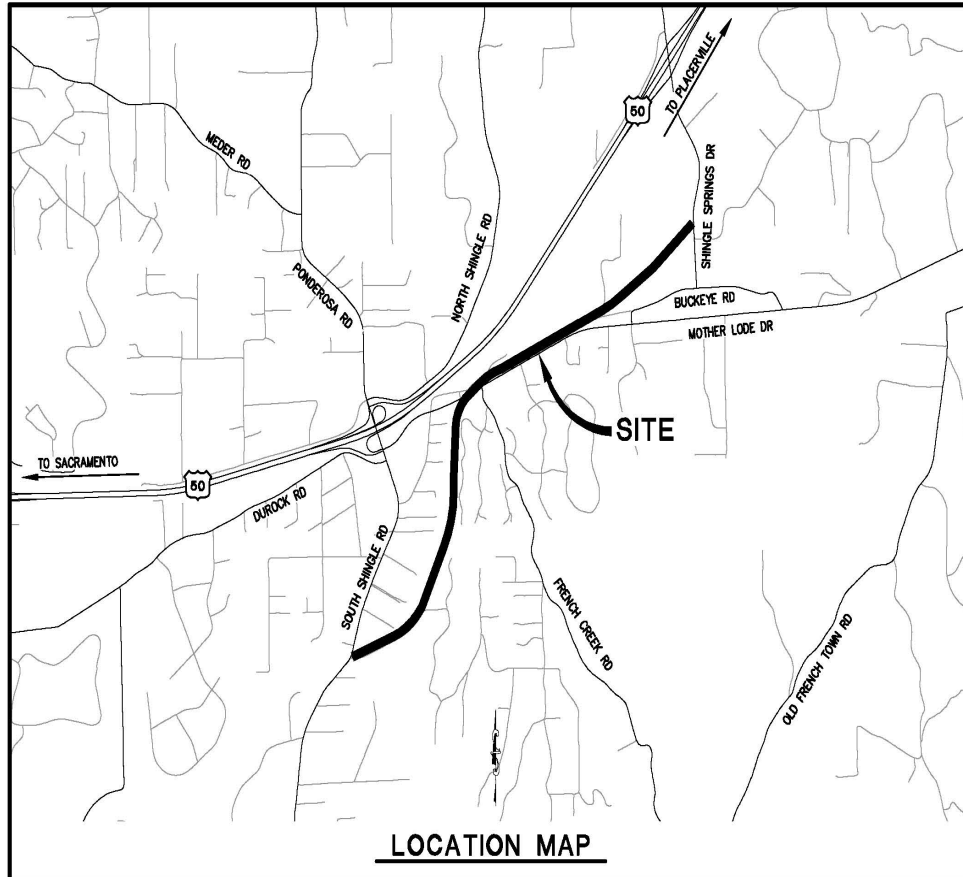 TO PLACERVILLE
50
MEDER RD
SHINGLE SPRINGS DR
NORTH SHINGLE RD
PONDEROSA RD
BUCKEYE RD
MOTHER LODE DR
SITE
TO SACRAMENTO
50
DUROCK RD
SOUTH SHINGLE RD
FRENCH CREEK RD
OLD FRENCH TOWN RD
LOCATION MAP